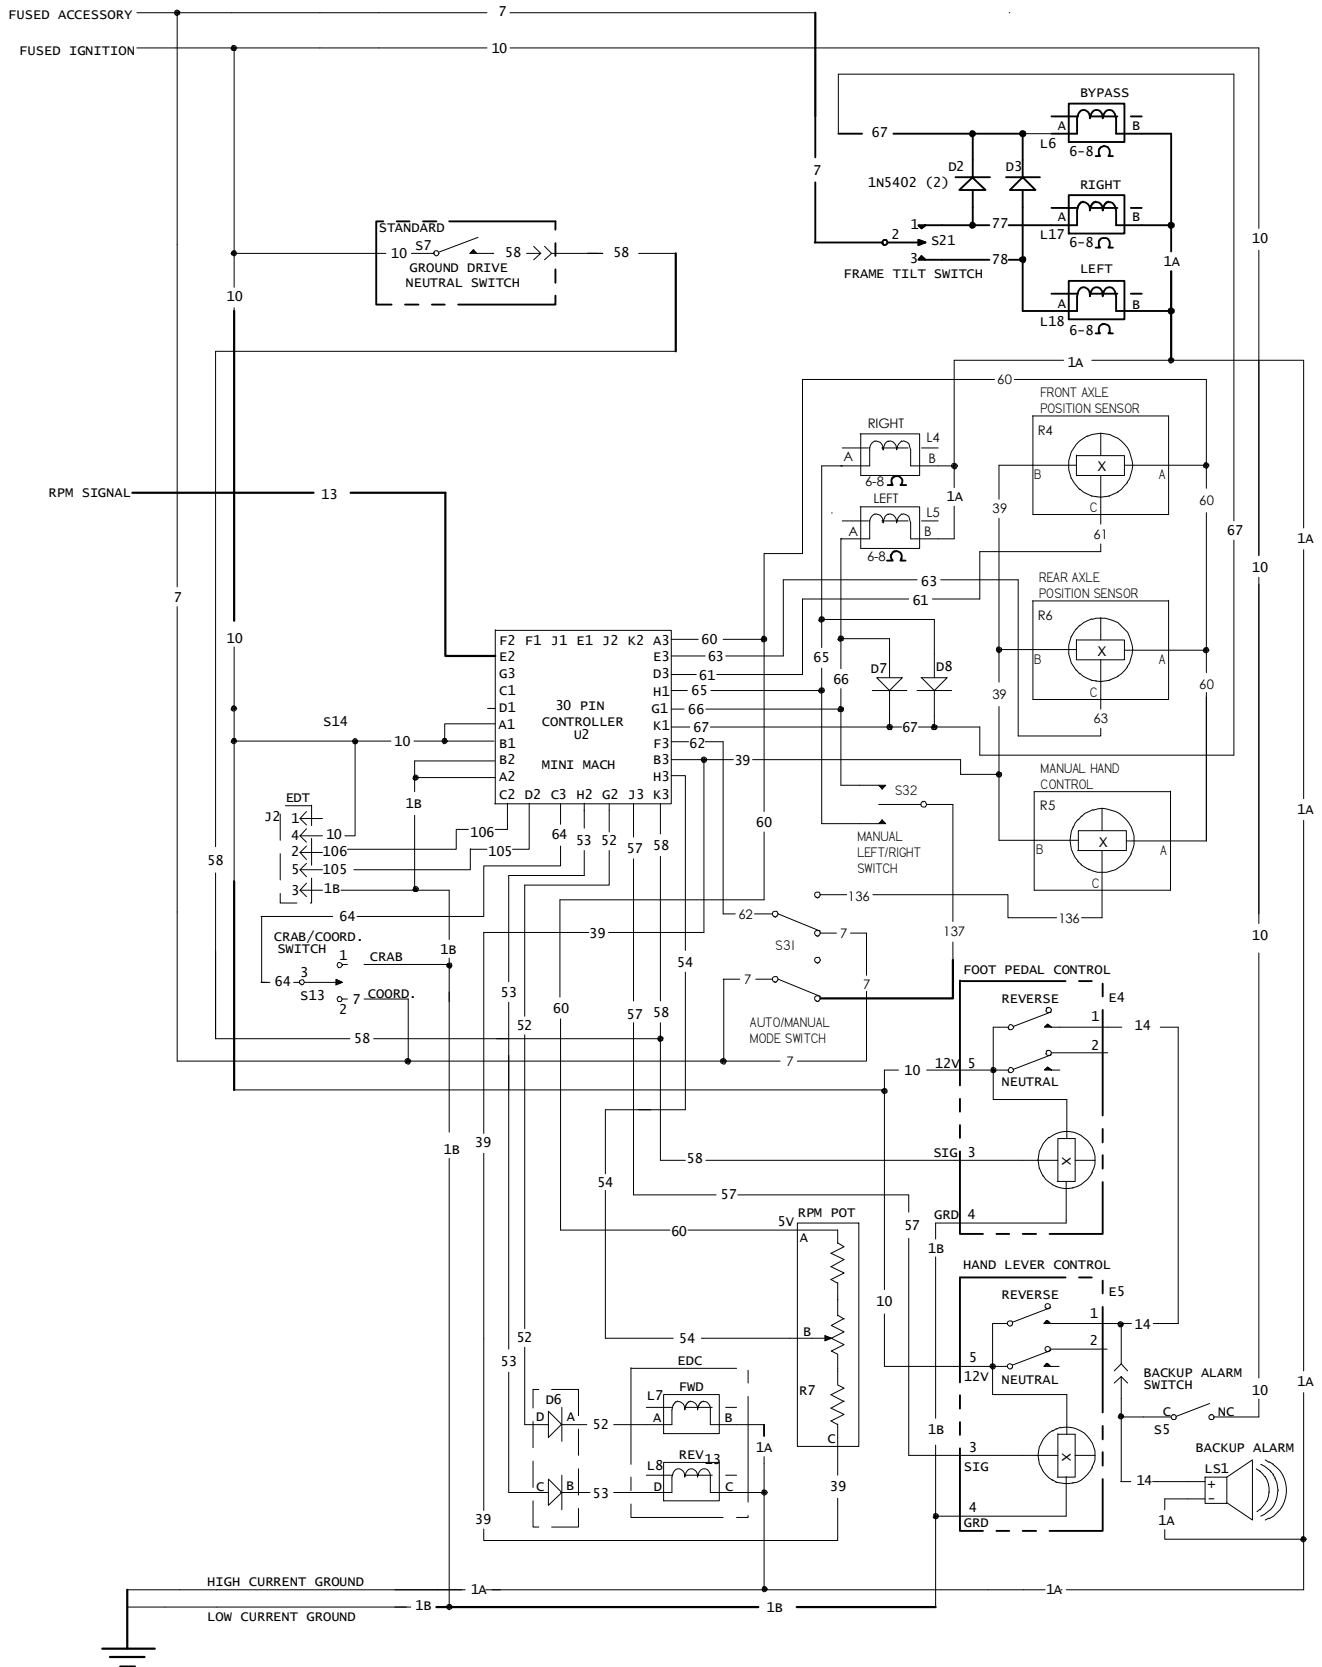 FUSED ACCESSORY
7
FUSED IGNITION
10
BYPASS
A
B
L6
6-8Ω
67
D2
D3
1N5402 (2)
7
RIGHT
A
B
L17
6-8Ω
1
77
2
S21
3
78
FRAME TILT SWITCH
1A
10
LEFT
A
B
L18
6-8Ω
STANDARD
10
S7
58
58
GROUND DRIVE
NEUTRAL SWITCH
10
1A
60
FRONT AXLE
POSITION SENSOR
R4
X
B
A
C
RIGHT
L4
A
B
6-8Ω
1A
LEFT
L5
A
B
6-8Ω
39
60
61
67
1A
10
RPM SIGNAL
13
63
61
REAR AXLE
POSITION SENSOR
R6
X
B
A
C
39
60
63
7
10
F2 F1 J1 E1 J2 K2 A3
60
E2
E3
63
G3
D3
61
C1
H1
65
D1
G1
66
A1
K1
67
B1
F3
62
B2
B3
39
A2
H3
C2 D2 C3 H2 G2 J3 K3
30 PIN
CONTROLLER
U2
MINI MACH
65
66
D7
D8
67
S14
10
1B
EDT
J2
1
4
10
2
106
5
105
3
1B
106
105
64
53
52
57
58
60
S32
MANUAL
LEFT/RIGHT
SWITCH
MANUAL HAND
CONTROL
R5
X
B
A
C
1A
58
64
39
136
136
62
7
S31
137
7
7
AUTO/MANUAL
MODE SWITCH
CRAB/COORD.
SWITCH
1
CRAB
64
3
S13
7
COORD.
2
1B
53
52
60
57
58
54
10
58
7
FOOT PEDAL CONTROL
E4
REVERSE
1
14
2
10
12V
5
NEUTRAL
X
SIG
3
GRD
4
58
1B
39
54
57
57
1B
RPM POT
5V
60
A
54
B
R7
C
39
10
HAND LEVER CONTROL
E5
REVERSE
1
14
2
5
12V
NEUTRAL
X
3
SIG
4
GRD
1B
BACKUP ALARM
SWITCH
C
NC
S5
10
1A
BACKUP ALARM
LS1
14
+
-
1A
52
53
EDC
FWD
L7
A
B
REV
13
L8
D
C
1A
D6
D
A
52
C
B
53
39
HIGH CURRENT GROUND
1A
1A
LOW CURRENT GROUND
1B
1B